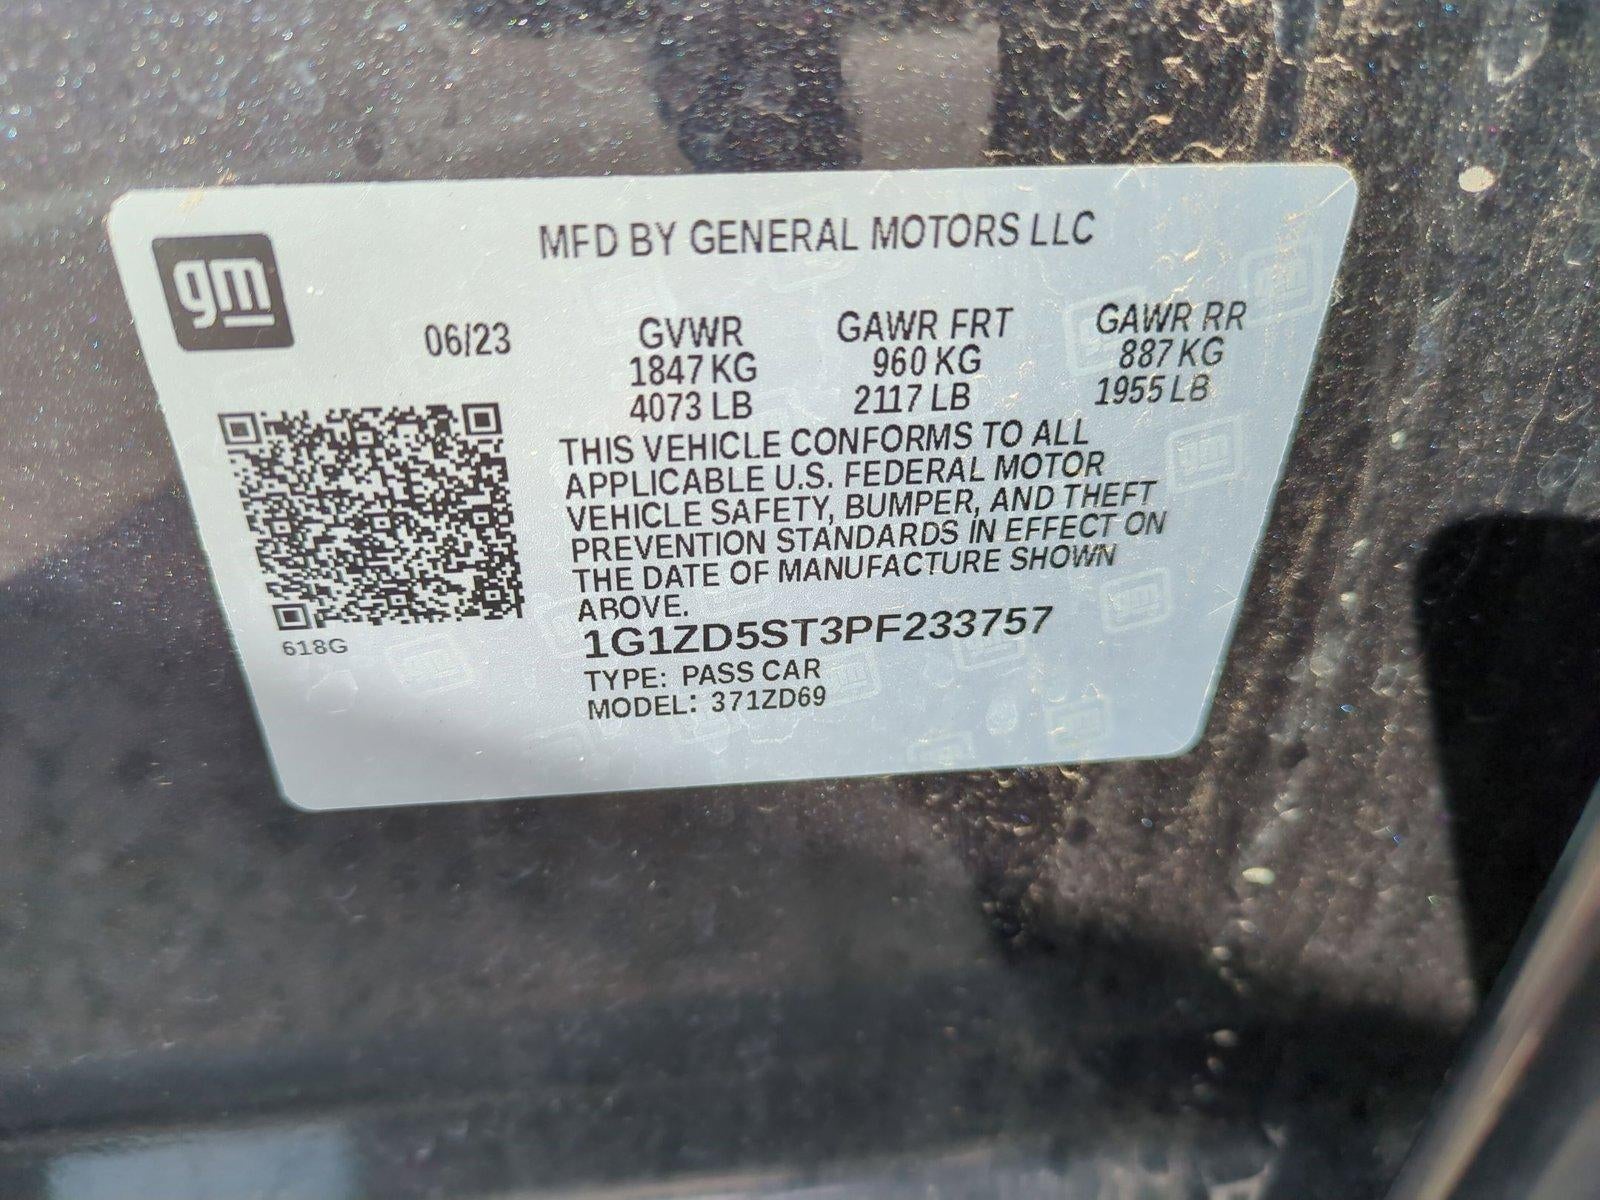 gm
MFD BY GENERAL MOTORS LLC
06/23 GVWR GAWR FRT GAWR RR
1847 KG 960 KG 887 KG
4073 LB 2117 LB 1955 LB
THIS VEHICLE CONFORMS TO ALL
APPLICABLE U.S. FEDERAL MOTOR
VEHICLE SAFETY, BUMPER, AND THEFT
PREVENTION STANDARDS IN EFFECT ON
THE DATE OF MANUFACTURE SHOWN
ABOVE.
618G
1G1ZD5ST3PF233757
TYPE: PASS CAR
MODEL: 371ZD69